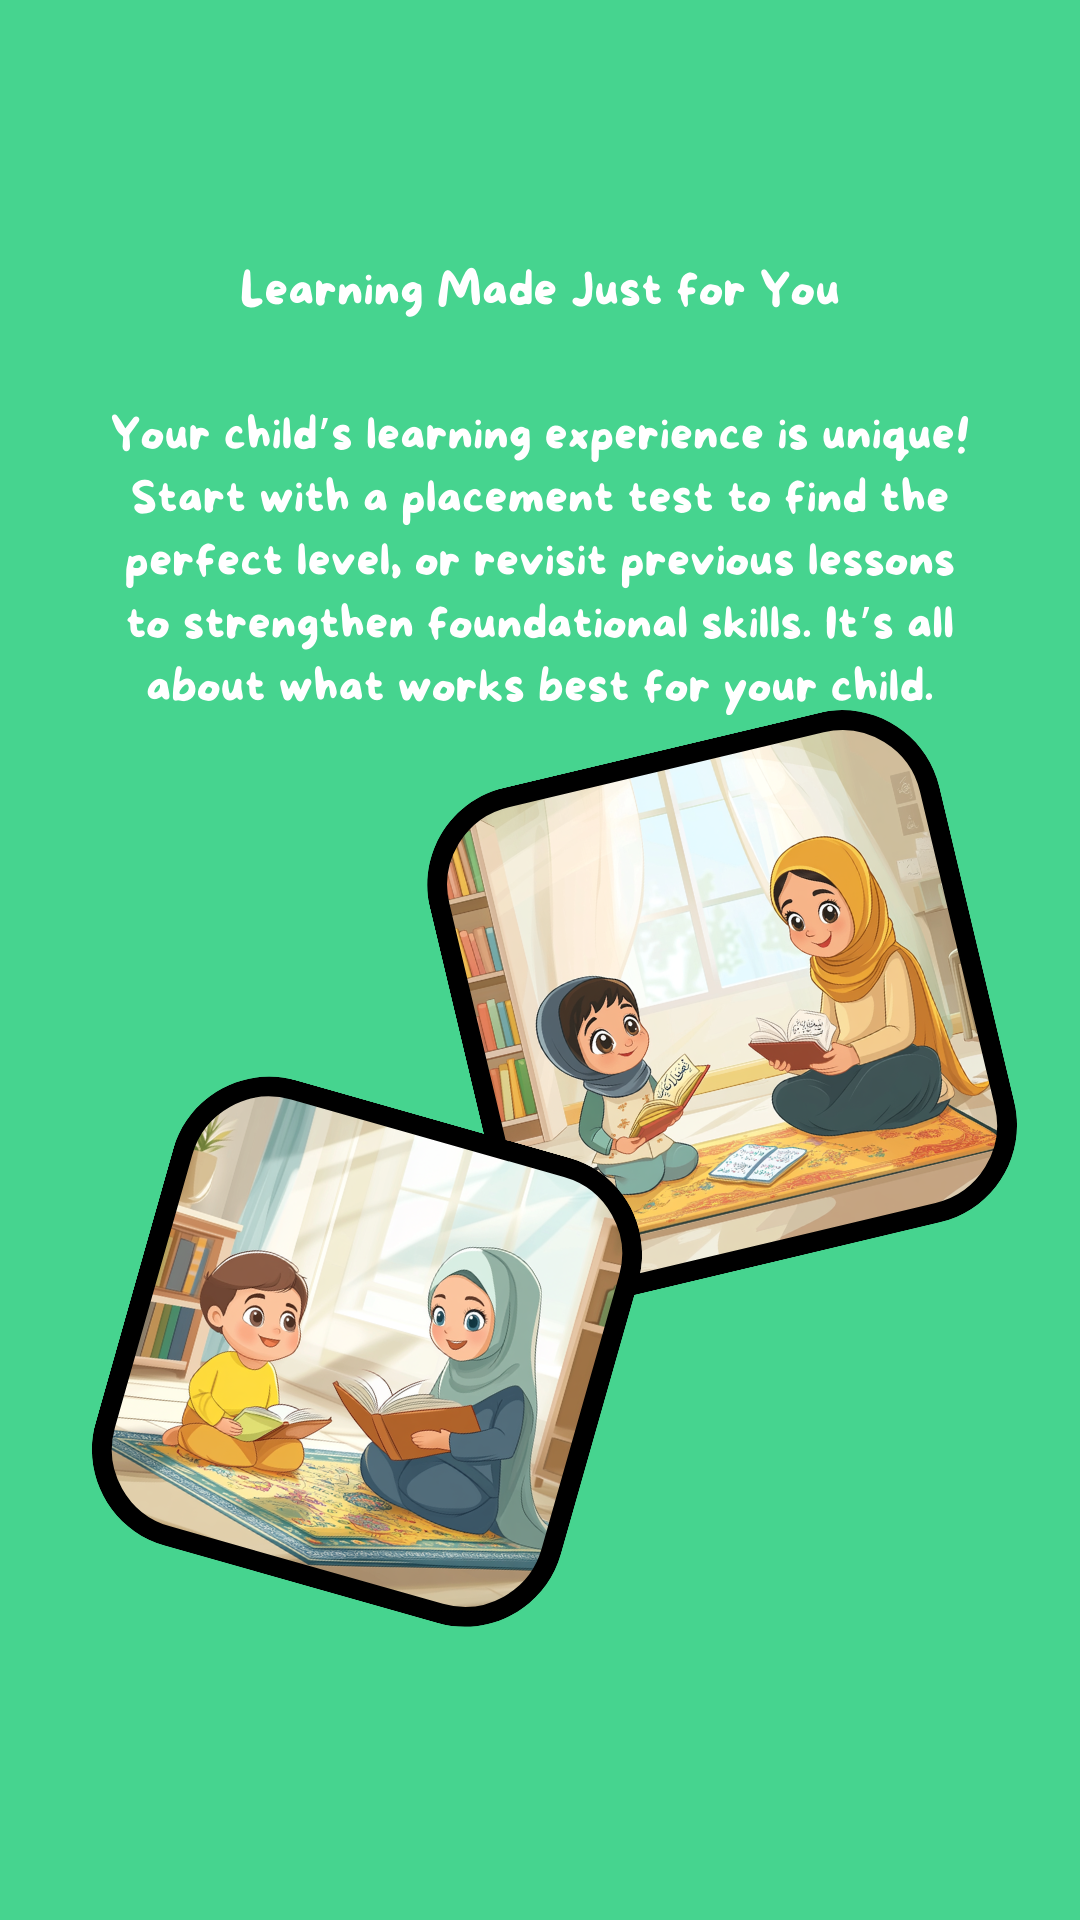 Learning Made Just for You
Your child's learning experience is unique!
Start with a placement test to find the
perfect level, or revisit previous lessons
to strengthen foundational skills. It's all
about what works best for your child.